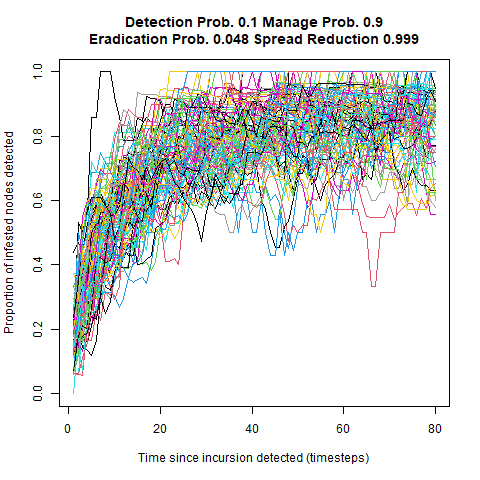 Detection Prob. 0.1 Manage Prob. 0.9
Eradication Prob. 0.048 Spread Reduction 0.999
Proportion of infested nodes detected
1.0
0.8
0.6
0.4
0.2
0.0
0 20 40 60 80
Time since incursion detected (timesteps)